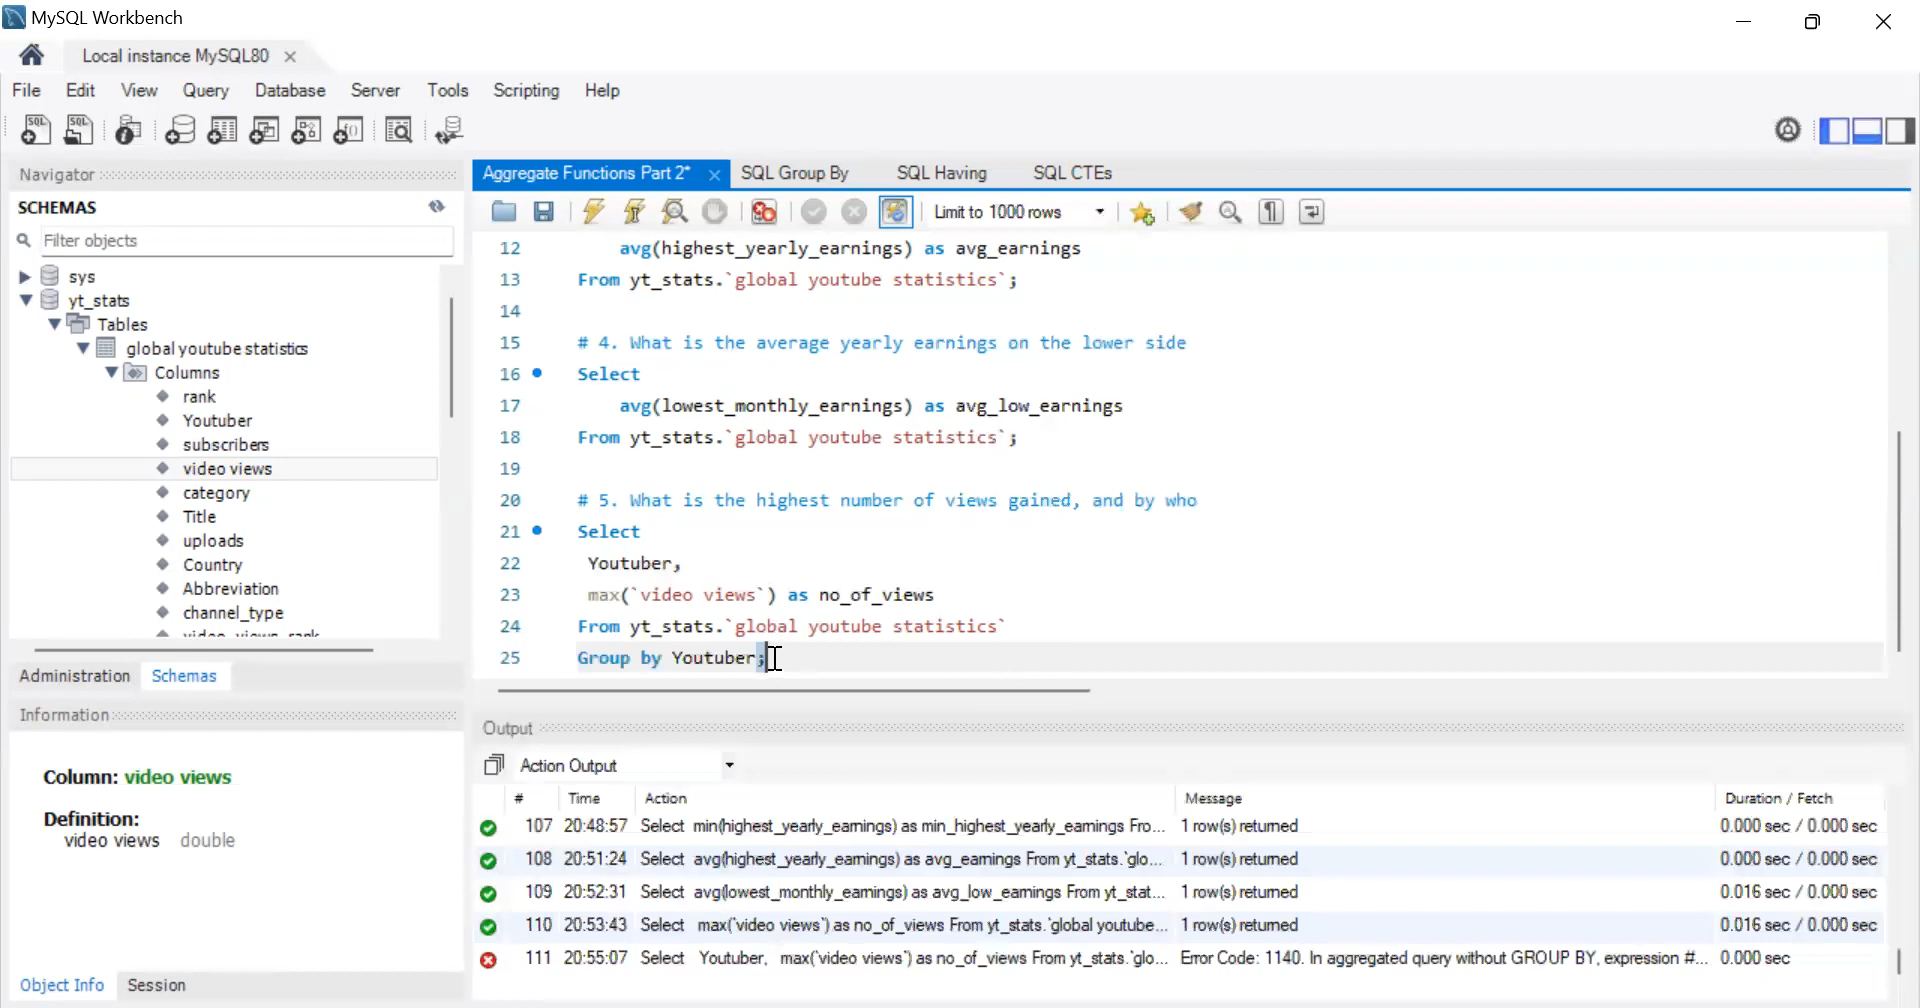 MySQL Workbench
Local instance MySQL80
File Edit View Query Database Server Tools Scripting Help
Navigator
SCHEMAS
Filter objects
sys
yt_stats
Tables
global youtube statistics
Columns
rank
Youtuber
subscribers
video views
category
Title
uploads
Country
Abbreviation
channel_type
video_views_rank
Administration Schemas
Information
Column: video views
Definition:
video views double
Object Info Session
Aggregate Functions Part 2* SQL Group By SQL Having SQL CTEs
Limit to 1000 rows
12 avg(highest_yearly_earnings) as avg_earnings
13 From yt_stats.`global youtube statistics`;
14
15 # 4. What is the average yearly earnings on the lower side
16 Select
17 avg(lowest_monthly_earnings) as avg_low_earnings
18 From yt_stats.`global youtube statistics`;
19
20 # 5. What is the highest number of views gained, and by who
21 Select
22 Youtuber,
23 max(`video views`) as no_of_views
24 From yt_stats.`global youtube statistics`
25 Group by Youtuber;
Output
Action Output
# Time Action Message Duration / Fetch
107 20:48:57 Select min(highest_yearly_earnings) as min_highest_yearly_earnings Fro... 1 row(s) returned 0.000 sec / 0.000 sec
108 20:51:24 Select avg(highest_yearly_earnings) as avg_earnings From yt_stats.`glo... 1 row(s) returned 0.000 sec / 0.000 sec
109 20:52:31 Select avg(lowest_monthly_earnings) as avg_low_earnings From yt_stat... 1 row(s) returned 0.016 sec / 0.000 sec
110 20:53:43 Select max(`video views`) as no_of_views From yt_stats.`global youtube... 1 row(s) returned 0.016 sec / 0.000 sec
111 20:55:07 Select Youtuber, max(`video views`) as no_of_views From yt_stats.`glo... Error Code: 1140. In aggregated query without GROUP BY, expression #... 0.000 sec